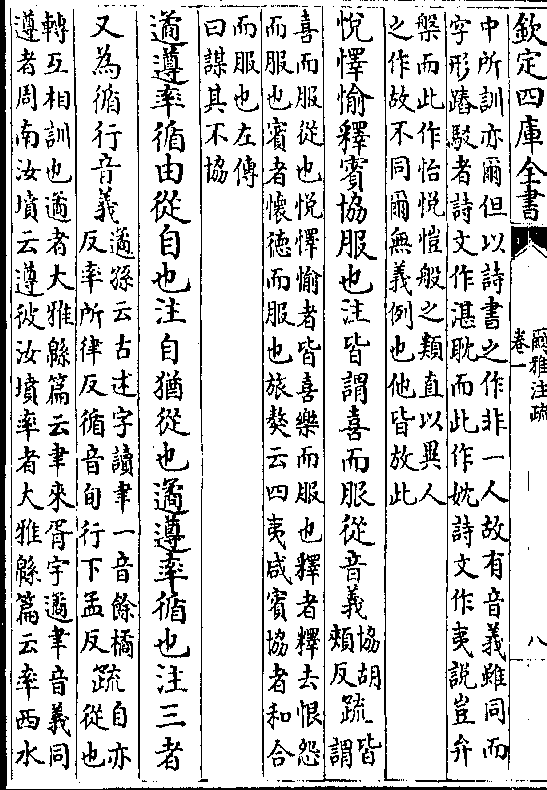 欽定四庫全書
爾雅注疏
卷一
八
中所訓亦爾但以詩書之作非一人故有音義雖同而
字形踳駁者詩文作湛耽而此作妉詩文作夷說豈弁
槃而此作怡悅愷般之類直以異人
之作故不同爾無義例也他皆放此
悅懌愉釋賓協服也注皆謂喜而服從音義
協胡
頰反
疏
皆
謂
喜而服從也悅懌愉者皆喜樂而服也釋者釋去恨怨
而服也賓者懷德而服也旅獒云四夷咸賓協者和合
而服也左傳
曰謀其不協
遹遵率循由從自也注自猶從也遹遵率循也注三者
又為循行音義
遹孫云古述字讀聿一音餘橘
反率所律反循音旬行下孟反
疏
自亦
從也
轉互相訓也遹者大雅緜篇云聿來胥宇遹聿音義同
遵者周南汝墳云遵彼汝墳率者大雅緜篇云率西水